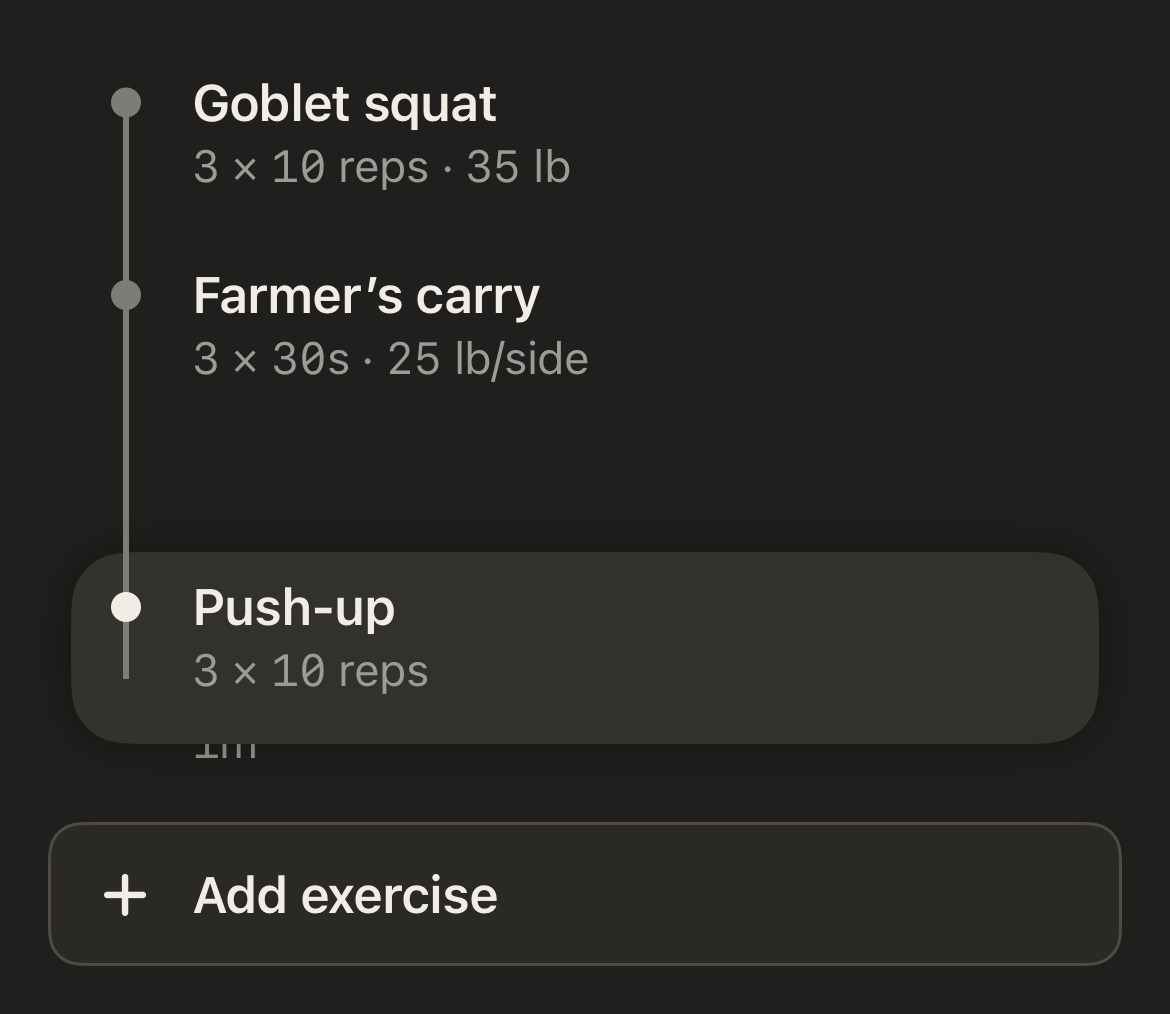 Goblet squat
3 × 10 reps · 35 lb
Farmer’s carry
3 × 30s · 25 lb/side
Push-up
3 × 10 reps
1m
Add exercise